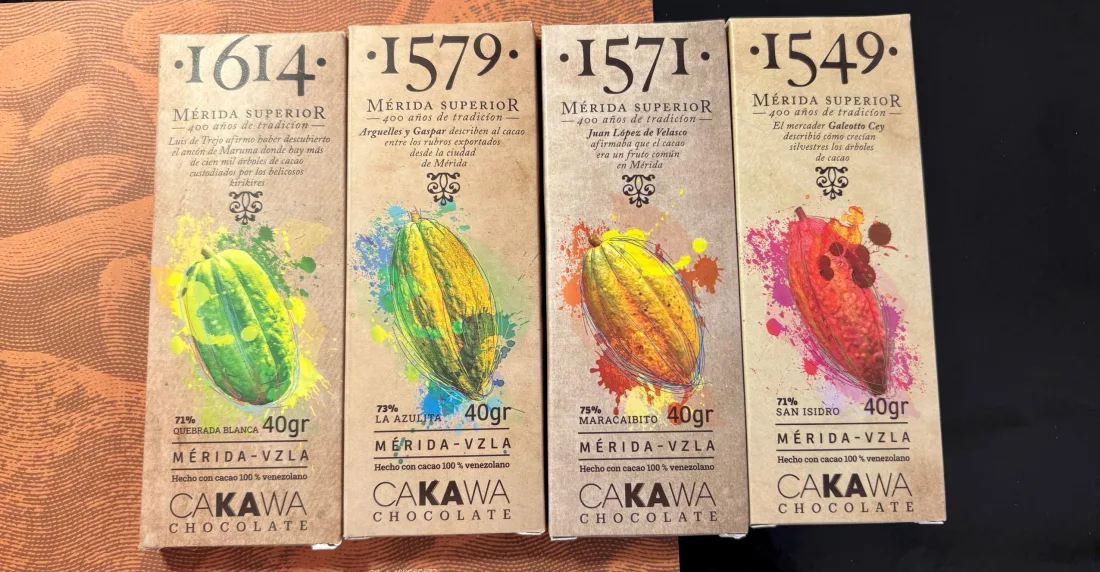 ·1614·
MÉRIDA SUPERIOR
400 años de tradicíon
Luis de Trejo afirmo haber descubierto
el ancón de Maruma donde hay más
de cien mil árboles de cacao
custodiados por los belicosos
kirikires
71%
QUEBRADA BLANCA 40gr
MÉRIDA-VZLA
Hecho con cacao 100 % venezolano
CAKAWA
CHOCOLATE
·1579·
MÉRIDA SUPERIOR
400 años de tradicíon
Arguelles y Gaspar describen al cacao
entre los rubros exportados
desde la ciudad
de Mérida
73%
LA AZULITA 40gr
MÉRIDA-VZLA
Hecho con cacao 100 % venezolano
CAKAWA
CHOCOLATE
·1571·
MÉRIDA SUPERIOR
400 años de tradicíon
Juan López de Velasco
afirmaba que el cacao
era un fruto común
en Mérida
75%
MARACAIBITO 40gr
MÉRIDA-VZLA
Hecho con cacao 100 % venezolano
CAKAWA
CHOCOLATE
·1549·
MÉRIDA SUPERIOR
400 años de tradicíon
El mercader Galeotto Cey
describió cómo crecían
silvestres los árboles
de cacao
71%
SAN ISIDRO 40gr
MÉRIDA-VZLA
Hecho con cacao 100 % venezolano
CAKAWA
CHOCOLATE